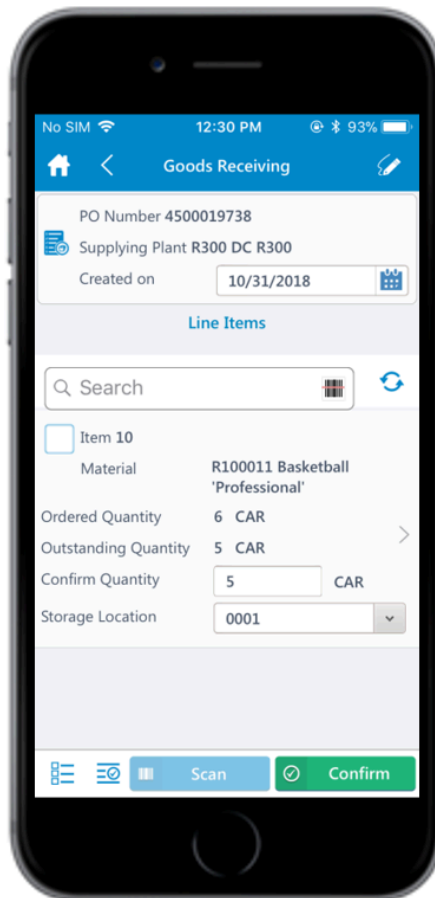 No SIM 12:30 PM 93%
Goods Receiving
PO Number 4500019738
Supplying Plant R300 DC R300
Created on 10/31/2018
Line Items
Search
Item 10
Material R100011 Basketball
'Professional'
Ordered Quantity 6 CAR
Outstanding Quantity 5 CAR
Confirm Quantity 5 CAR
Storage Location 0001
Scan Confirm